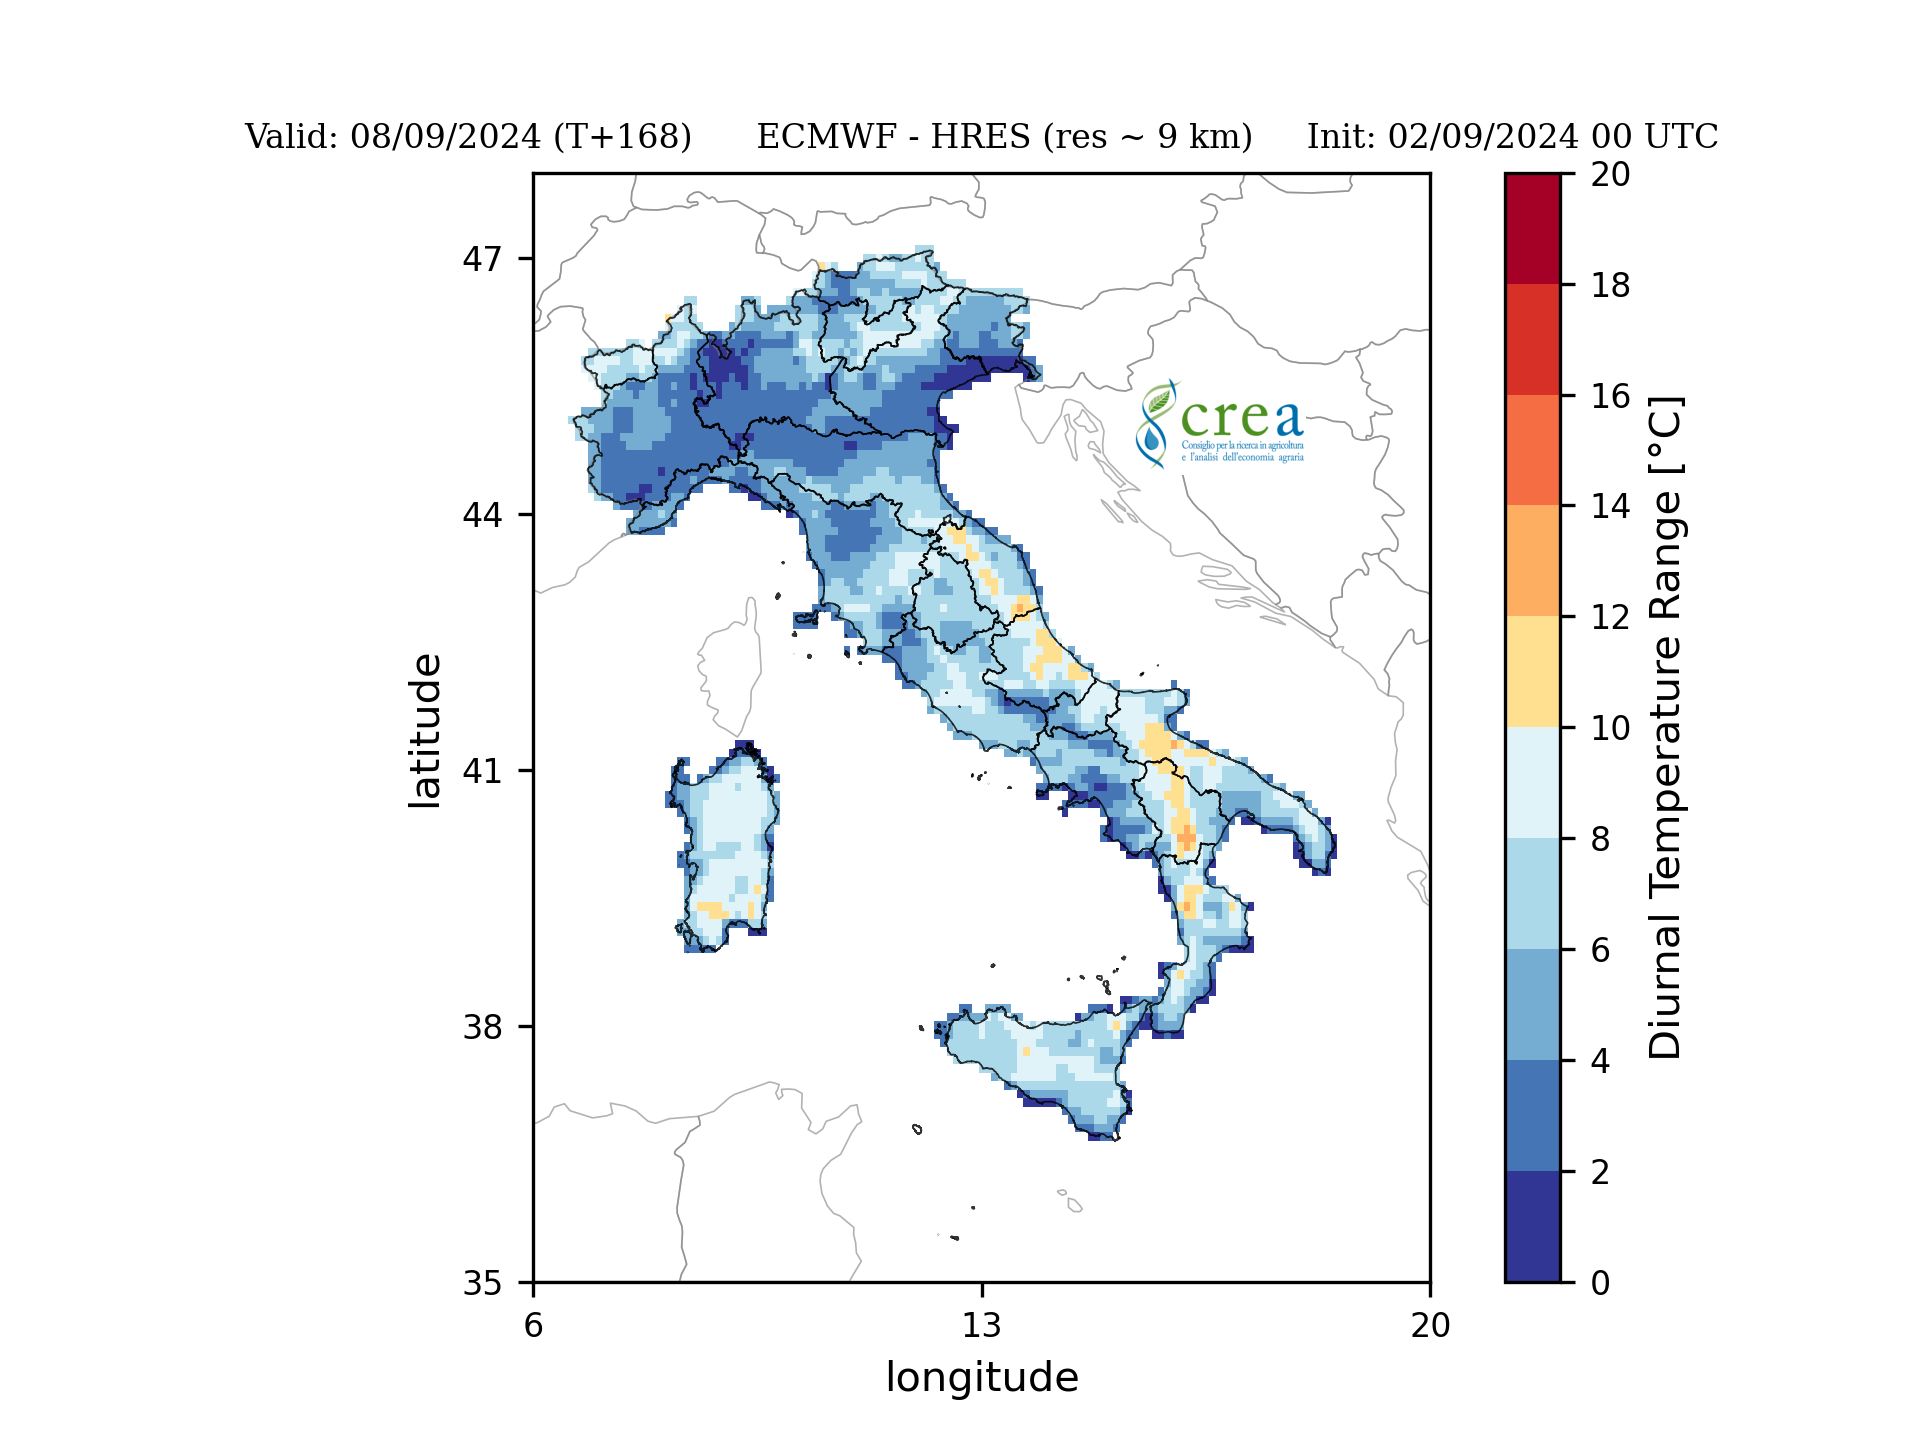 Valid: 08/09/2024 (T+168) ECMWF - HRES (res ~ 9 km) Init: 02/09/2024 00 UTC
47
44
41
38
35
6 13 20
latitude
longitude
crea
Consiglio per la ricerca in agricoltura
e l'analisi dell'economia agraria
20
18
16
14
12
10
8
6
4
2
0
Diurnal Temperature Range [°C]